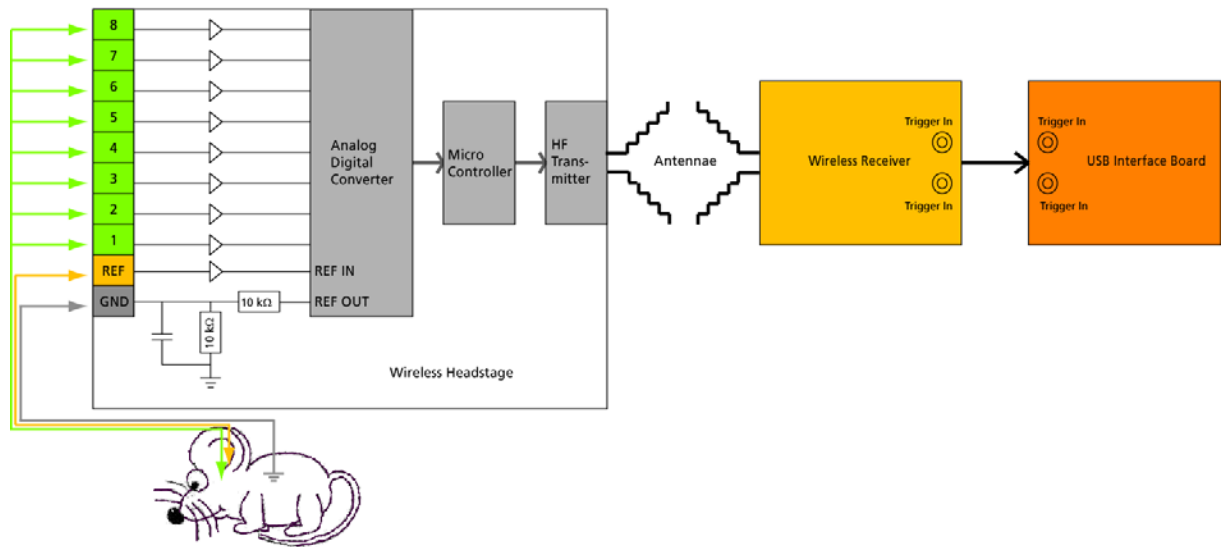 8
7
6
5
4
3
2
1
REF
GND
10 kΩ
10 kΩ
Analog
Digital
Converter
REF IN
REF OUT
Micro
Controller
HF
Trans-
mitter
Wireless Headstage
Antennae
Trigger In
Wireless Receiver
Trigger In
Trigger In
USB Interface Board
Trigger In